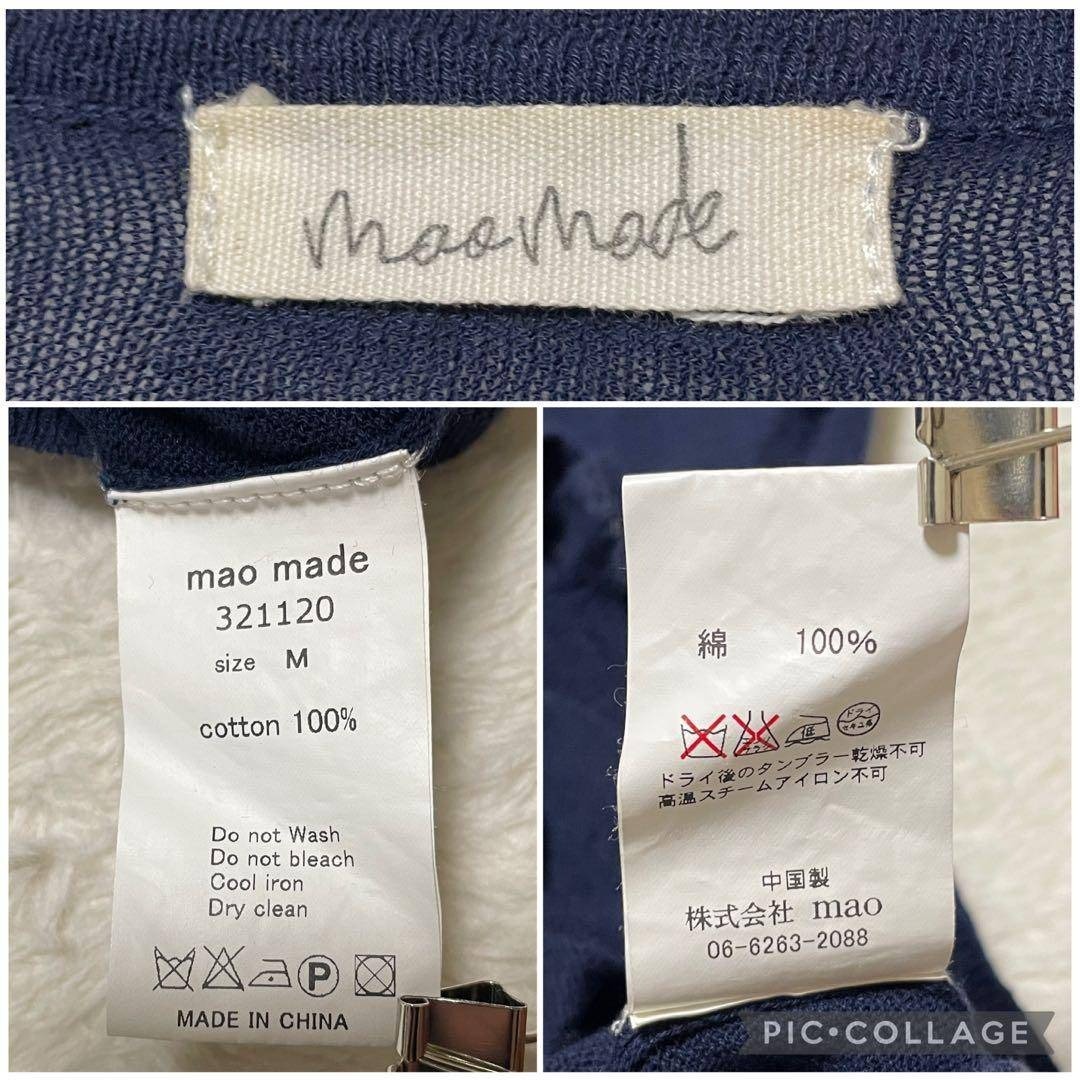 mao made
mao made
321120
size M
cotton 100%
Do not Wash
Do not bleach
Cool iron
Dry clean
P
MADE IN CHINA
綿 100%
低 ドライ
ドライ後のタンブラー乾燥不可
高温スチームアイロン不可
中国製
株式会社 mao
06-6263-2088
PIC•COLLAGE